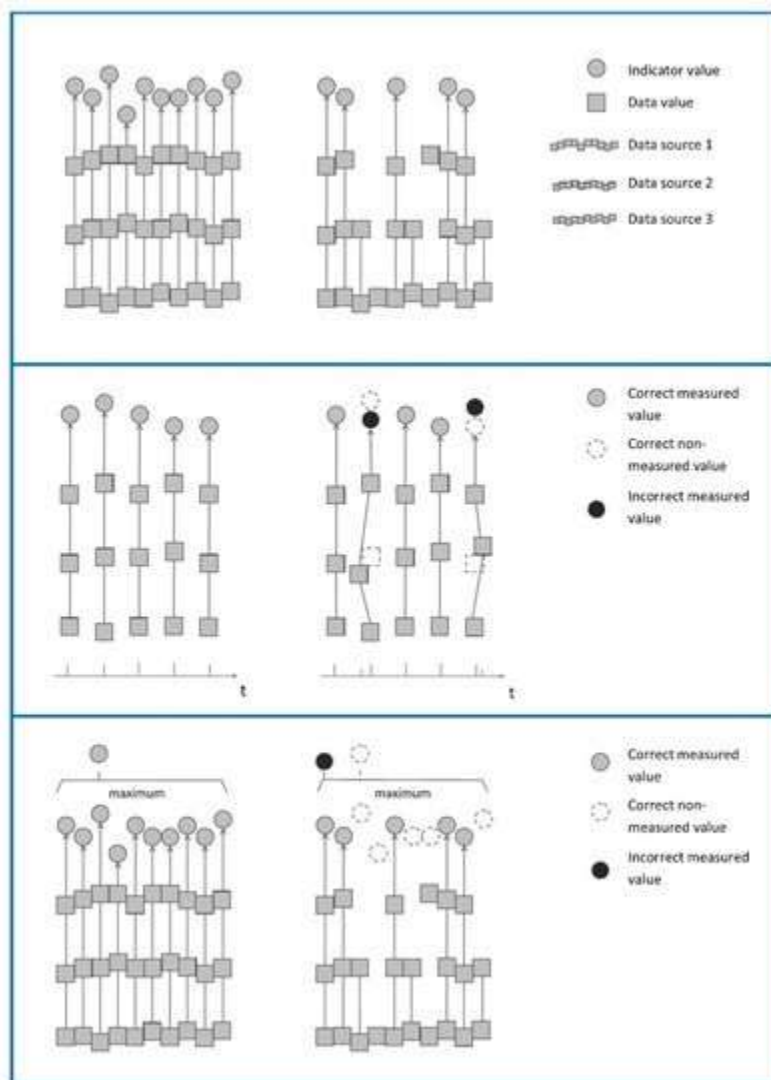 Indicator value
Data value
Data source 1
Data source 2
Data source 3
Correct measured
value
Correct non-
measured value
Incorrect measured
value
t
t
Correct measured
value
Correct non-
measured value
Incorrect measured
value
maximum
maximum